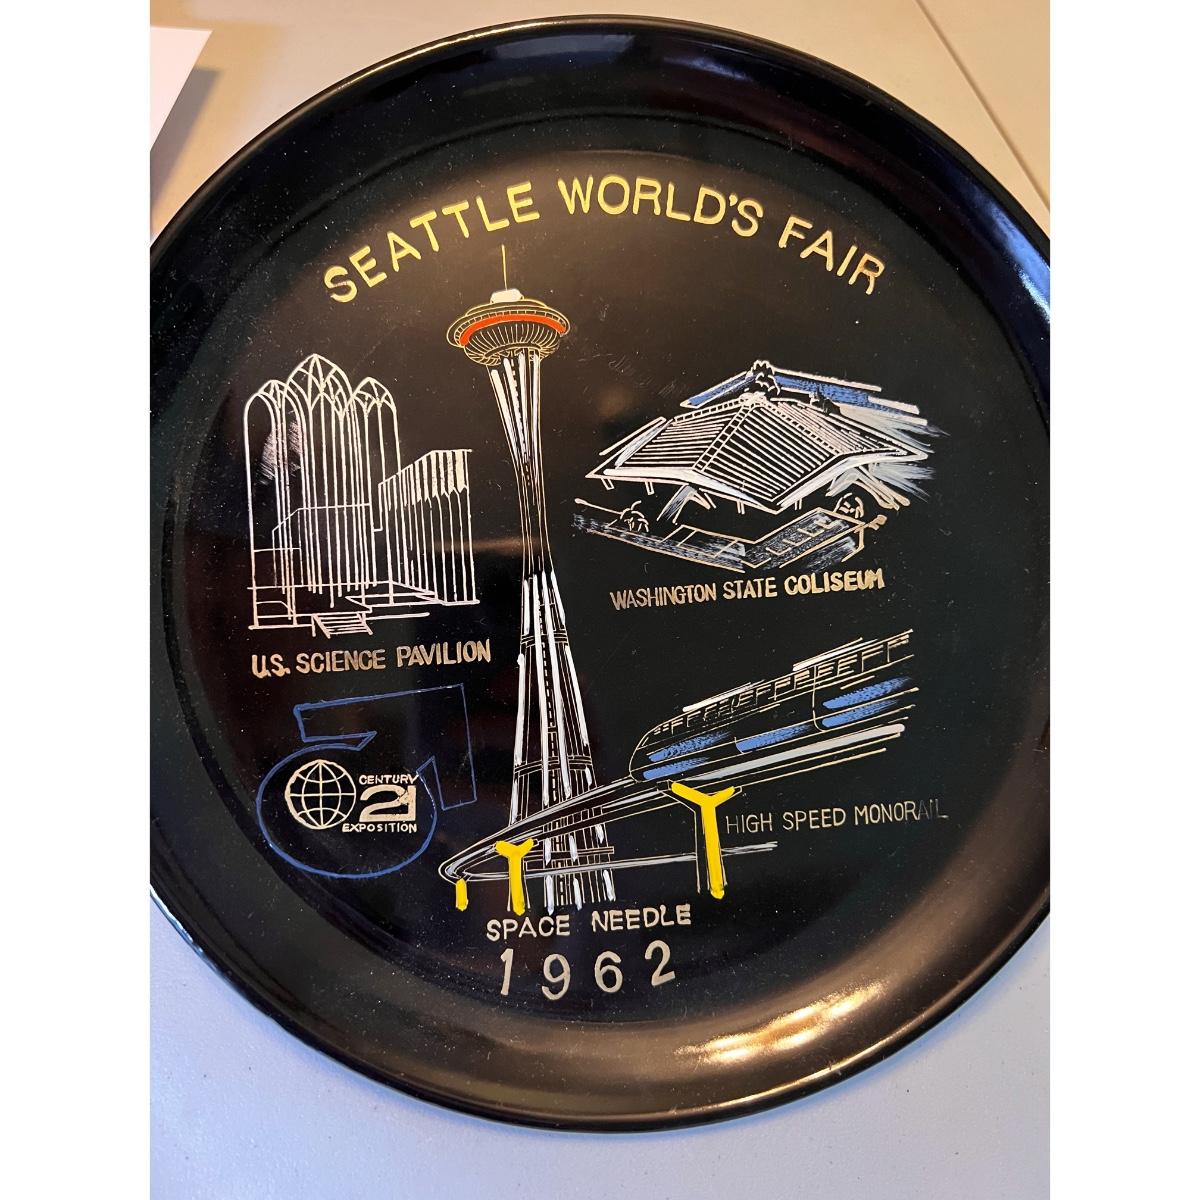 SEATTLE WORLD'S FAIR
WASHINGTON STATE COLISEUM
U.S. SCIENCE PAVILION
CENTURY
21
EXPOSITION
HIGH SPEED MONORAIL
SPACE NEEDLE
1962